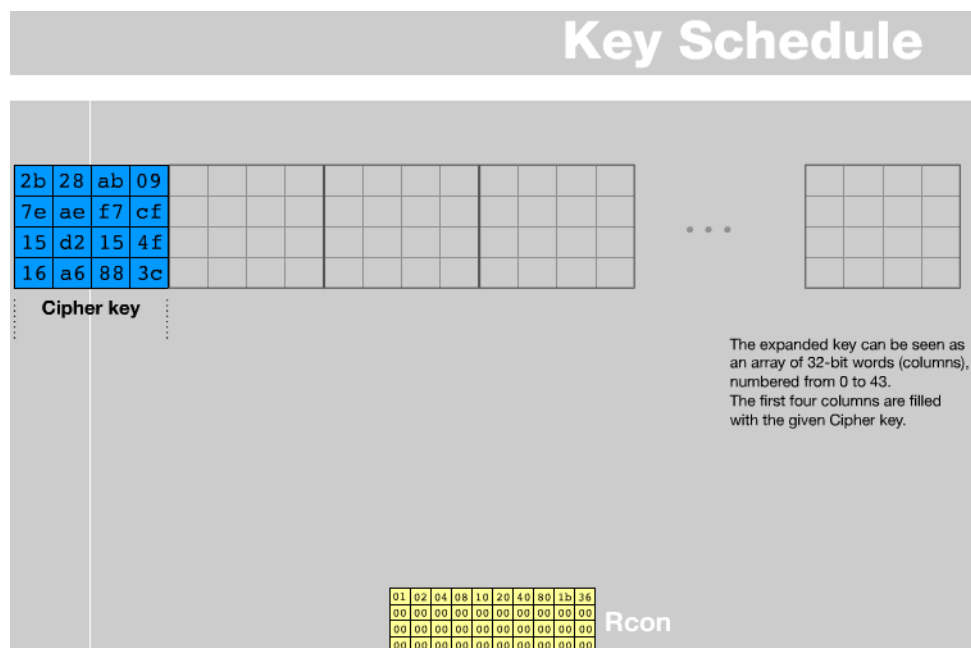 Key Schedule
2b 28 ab 09
7e ae f7 cf
15 d2 15 4f
16 a6 88 3c
Cipher key
The expanded key can be seen as
an array of 32-bit words (columns),
numbered from 0 to 43.
The first four columns are filled
with the given Cipher key.
01 02 04 08 10 20 40 80 1b 36
00 00 00 00 00 00 00 00 00 00
00 00 00 00 00 00 00 00 00 00
00 00 00 00 00 00 00 00 00 00
Rcon